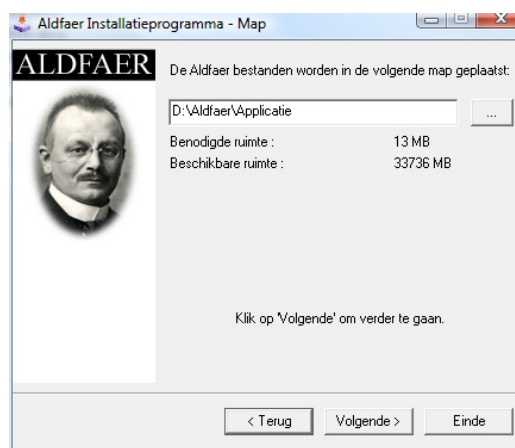 Aldfaer Installatieprogramma - Map
ALDFAER
De Aldfaer bestanden worden in de volgende map geplaatst:
D:\Aldfaer\Applicatie
...
Benodigde ruimte : 13 MB
Beschikbare ruimte : 33736 MB
Klik op 'Volgende' om verder te gaan.
< Terug Volgende > Einde